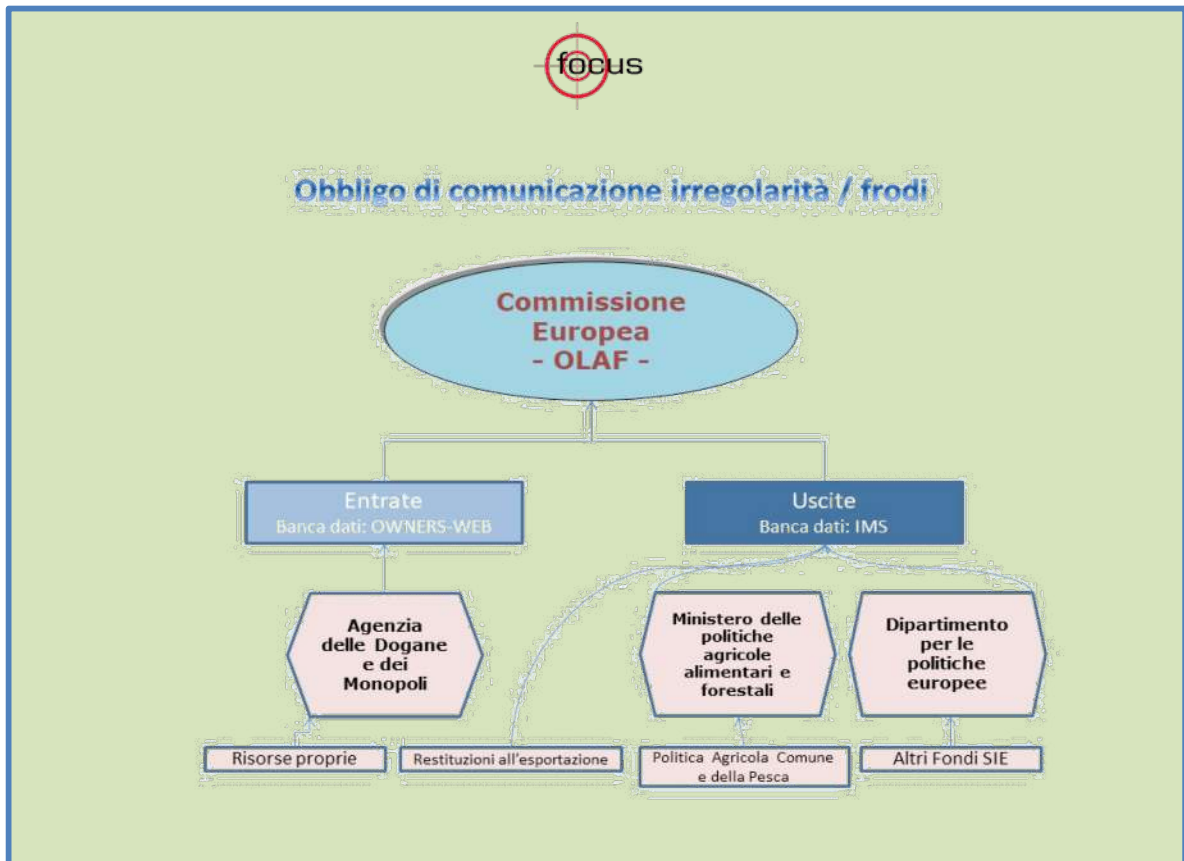 focus
Obbligo di comunicazione irregolarità / frodi
Commissione
Europea
- OLAF -
Entrate
Banca dati: OWNERS-WEB
Uscite
Banca dati: IMS
Agenzia
delle Dogane
e dei
Monopoli
Ministero delle
politiche
agricole
alimentari e
forestali
Dipartimento
per le
politiche
europee
Risorse proprie
Restituzioni all'esportazione
Politica Agricola Comune
e della Pesca
Altri Fondi SIE